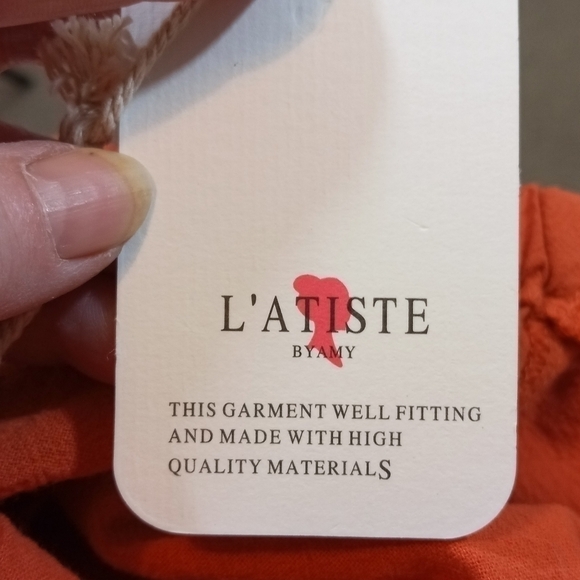 L'ATISTE
BYAMY
THIS GARMENT WELL FITTING
AND MADE WITH HIGH
QUALITY MATERIALS